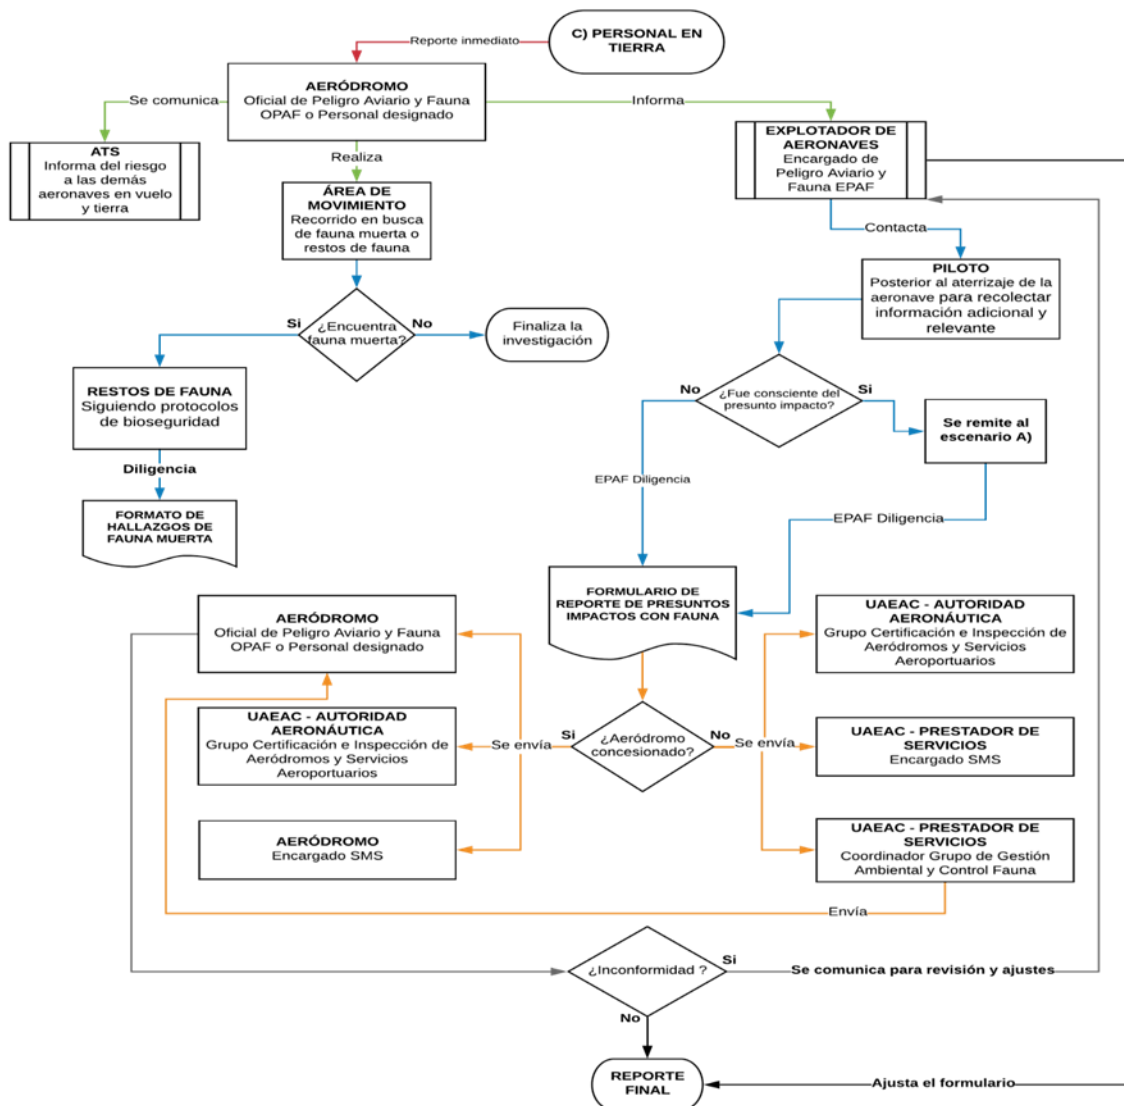 C) PERSONAL EN
TIERRA
Reporte inmediato
AERÓDROMO
Oficial de Peligro Aviario y Fauna
OPAF o Personal designado
Se comunica
Informa
ATS
Informa del riesgo
a las demás
aeronaves en vuelo
y tierra
Realiza
EXPLOTADOR DE
AERONAVES
Encargado de
Peligro Aviario y
Fauna EPAF
ÁREA DE
MOVIMIENTO
Recorrido en busca
de fauna muerta o
restos de fauna
Contacta
PILOTO
Posterior al aterrizaje de la
aeronave para recolectar
información adicional y
relevante
Si
¿Encuentra
fauna muerta?
No
Finaliza la
investigación
RESTOS DE FAUNA
Siguiendo protocolos
de bioseguridad
No
¿Fue consciente del
presunto impacto?
Si
Se remite al
escenario A)
Diligencia
EPAF Diligencia
FORMATO DE
HALLAZGOS DE
FAUNA MUERTA
EPAF Diligencia
FORMULARIO DE
REPORTE DE PRESUNTOS
IMPACTOS CON FAUNA
AERÓDROMO
Oficial de Peligro Aviario y Fauna
OPAF o Personal designado
UAEAC - AUTORIDAD
AERONÁUTICA
Grupo Certificación e Inspección de
Aeródromos y Servicios
Aeroportuarios
UAEAC - AUTORIDAD
AERONÁUTICA
Grupo Certificación e Inspección de
Aeródromos y Servicios
Aeroportuarios
Se envía
Si
¿Aeródromo
concesionado?
No
Se envía
UAEAC - PRESTADOR DE
SERVICIOS
Encargado SMS
AERÓDROMO
Encargado SMS
UAEAC - PRESTADOR DE
SERVICIOS
Coordinador Grupo de Gestión
Ambiental y Control Fauna
Envía
¿Inconformidad ?
Si
Se comunica para revisión y ajustes
No
REPORTE
FINAL
Ajusta el formulario